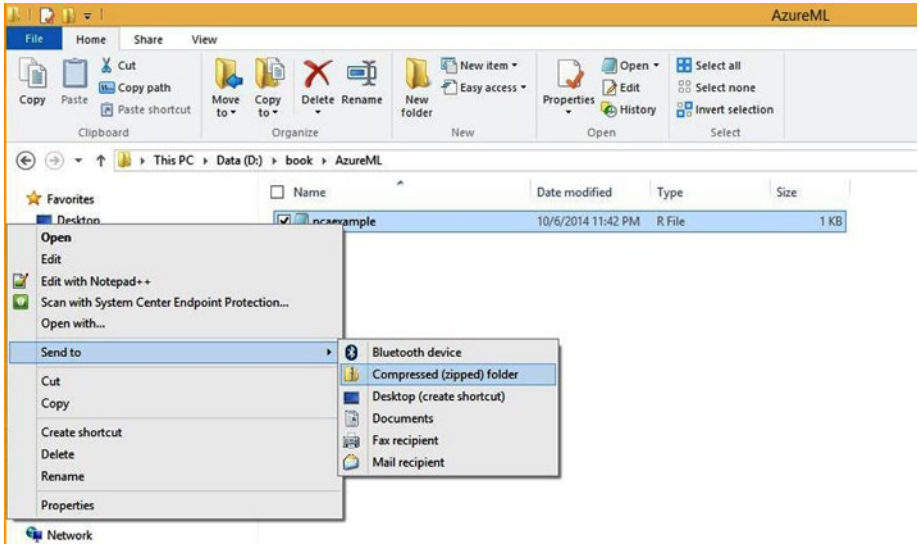 AzureML
File Home Share View
Copy Paste Cut
Copy path
Paste shortcut
Clipboard
Move to Copy to Delete Rename
Organize
New folder New item
Easy access
New
Properties Open
Edit
History
Open
Select all
Select none
Invert selection
Select
This PC Data (D:) book AzureML
Favorites
Desktop
Name Date modified Type Size
pcaexample 10/6/2014 11:42 PM R File 1 KB
Open
Edit
Edit with Notepad++
Scan with System Center Endpoint Protection...
Open with...
Send to
Cut
Copy
Create shortcut
Delete
Rename
Properties
Bluetooth device
Compressed (zipped) folder
Desktop (create shortcut)
Documents
Fax recipient
Mail recipient
Network